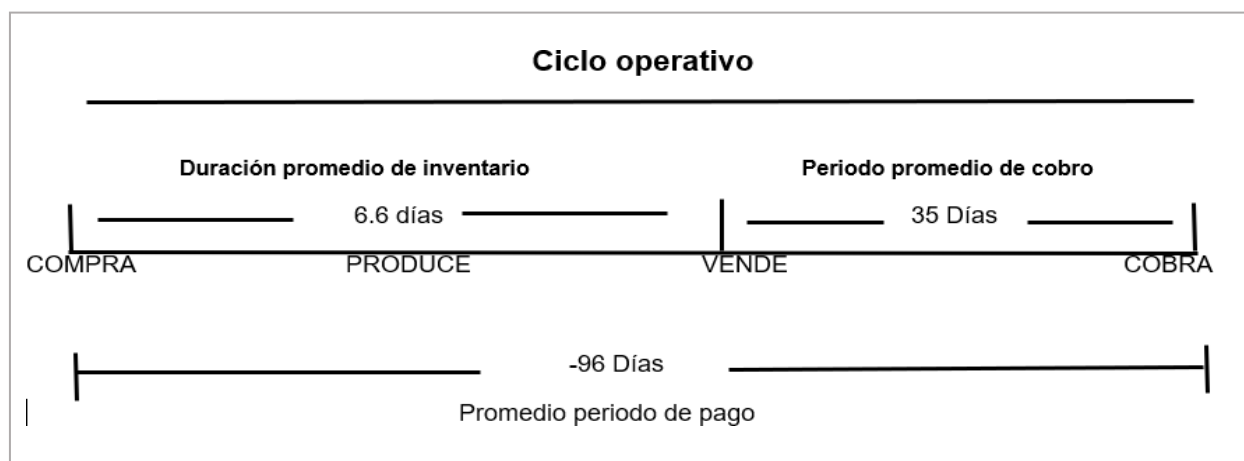 Ciclo operativo
Duración promedio de inventario
Periodo promedio de cobro
6.6 días
35 Días
COMPRA
PRODUCE
VENDE
COBRA
-96 Días
Promedio periodo de pago